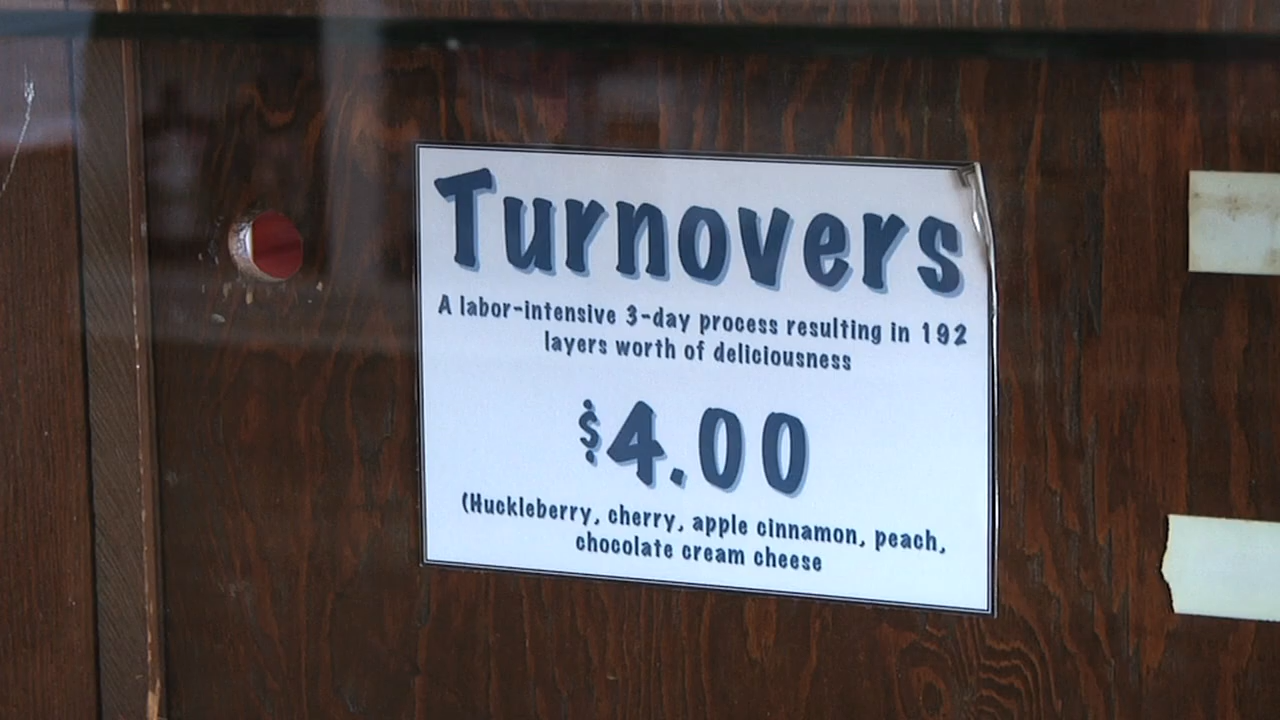 Turnovers
A labor-intensive 3-day process resulting in 192
layers worth of deliciousness
$4.00
(Huckleberry, cherry, apple cinnamon, peach,
chocolate cream cheese